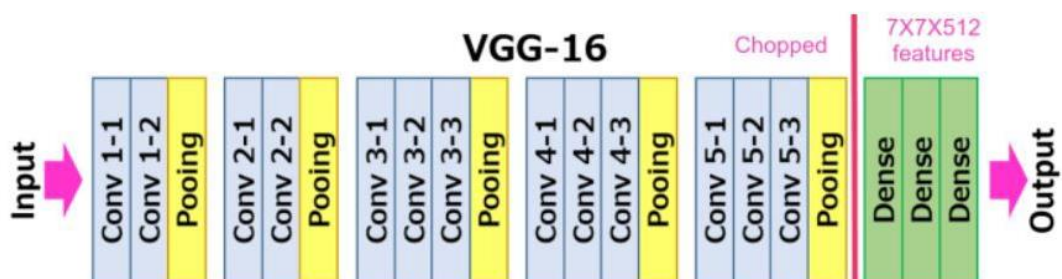 VGG-16
Chopped
7X7X512
features
Input
Conv 1-1
Conv 1-2
Pooing
Conv 2-1
Conv 2-2
Pooing
Conv 3-1
Conv 3-2
Conv 3-3
Pooing
Conv 4-1
Conv 4-2
Conv 4-3
Pooing
Conv 5-1
Conv 5-2
Conv 5-3
Pooing
Dense
Dense
Dense
Output